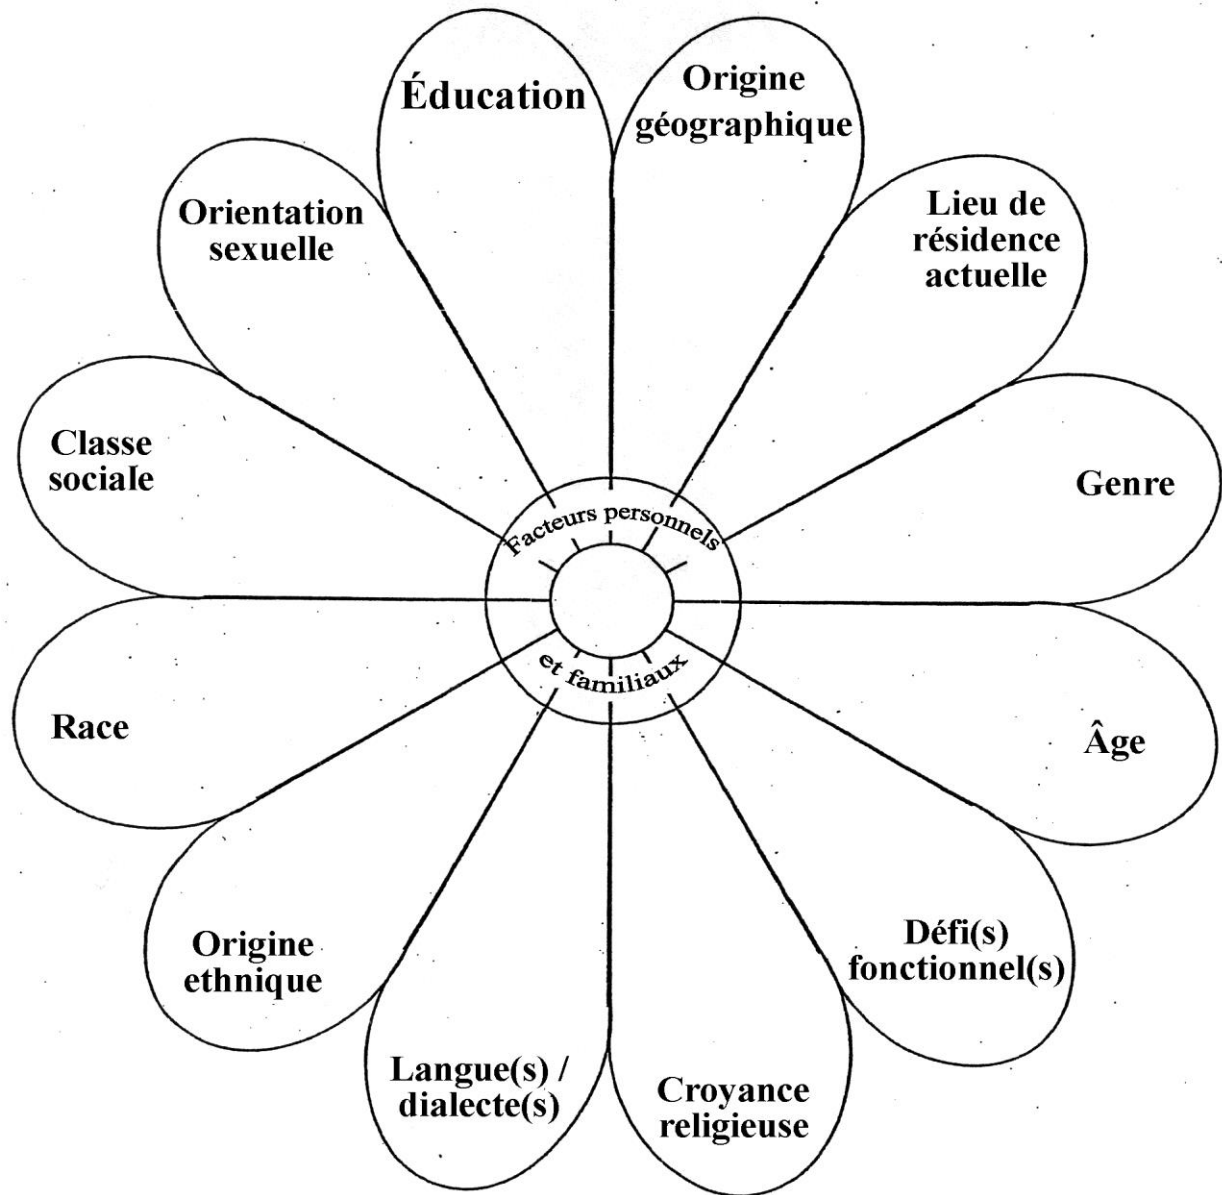 Éducation
Origine
géographique
Lieu de
résidence
actuelle
Genre
Âge
Défi(s)
fonctionnel(s)
Croyance
religieuse
Langue(s) /
dialecte(s)
Origine
ethnique
Race
Classe
sociale
Orientation
sexuelle
Facteurs personnels
et familiaux